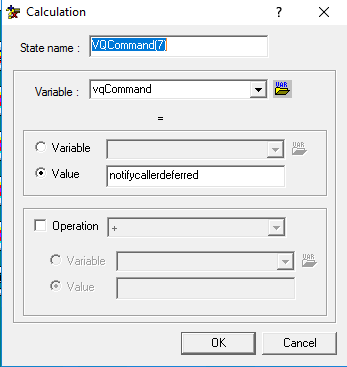 Calculation
State name : VQCommand(7)
Variable : vqCommand VAR
=
Variable VAR
Value notifycallerdeferred
Operation +
Variable VAR
Value
OK Cancel